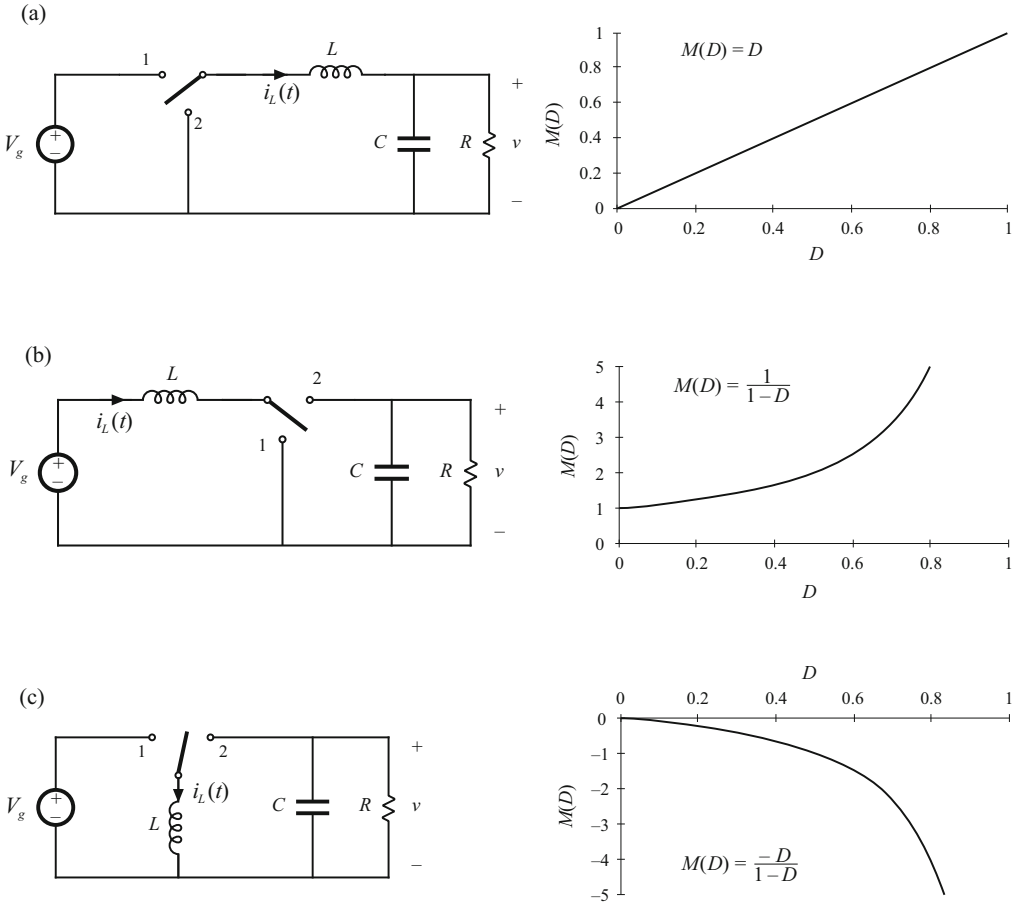 (a)
L
1
i_L(t)
2
V_g
+
–
C
R
+
v
–
M(D) = D
M(D)
1
0.8
0.6
0.4
0.2
0
0
0.2
0.4
0.6
0.8
1
D
(b)
L
2
i_L(t)
1
V_g
+
–
C
R
+
v
–
M(D) = 1/(1–D)
M(D)
5
4
3
2
1
0
0
0.2
0.4
0.6
0.8
1
D
(c)
1
2
i_L(t)
V_g
+
–
L
C
R
+
v
–
D
0
0.2
0.4
0.6
0.8
1
M(D)
0
–1
–2
–3
–4
–5
M(D) = –D/(1–D)